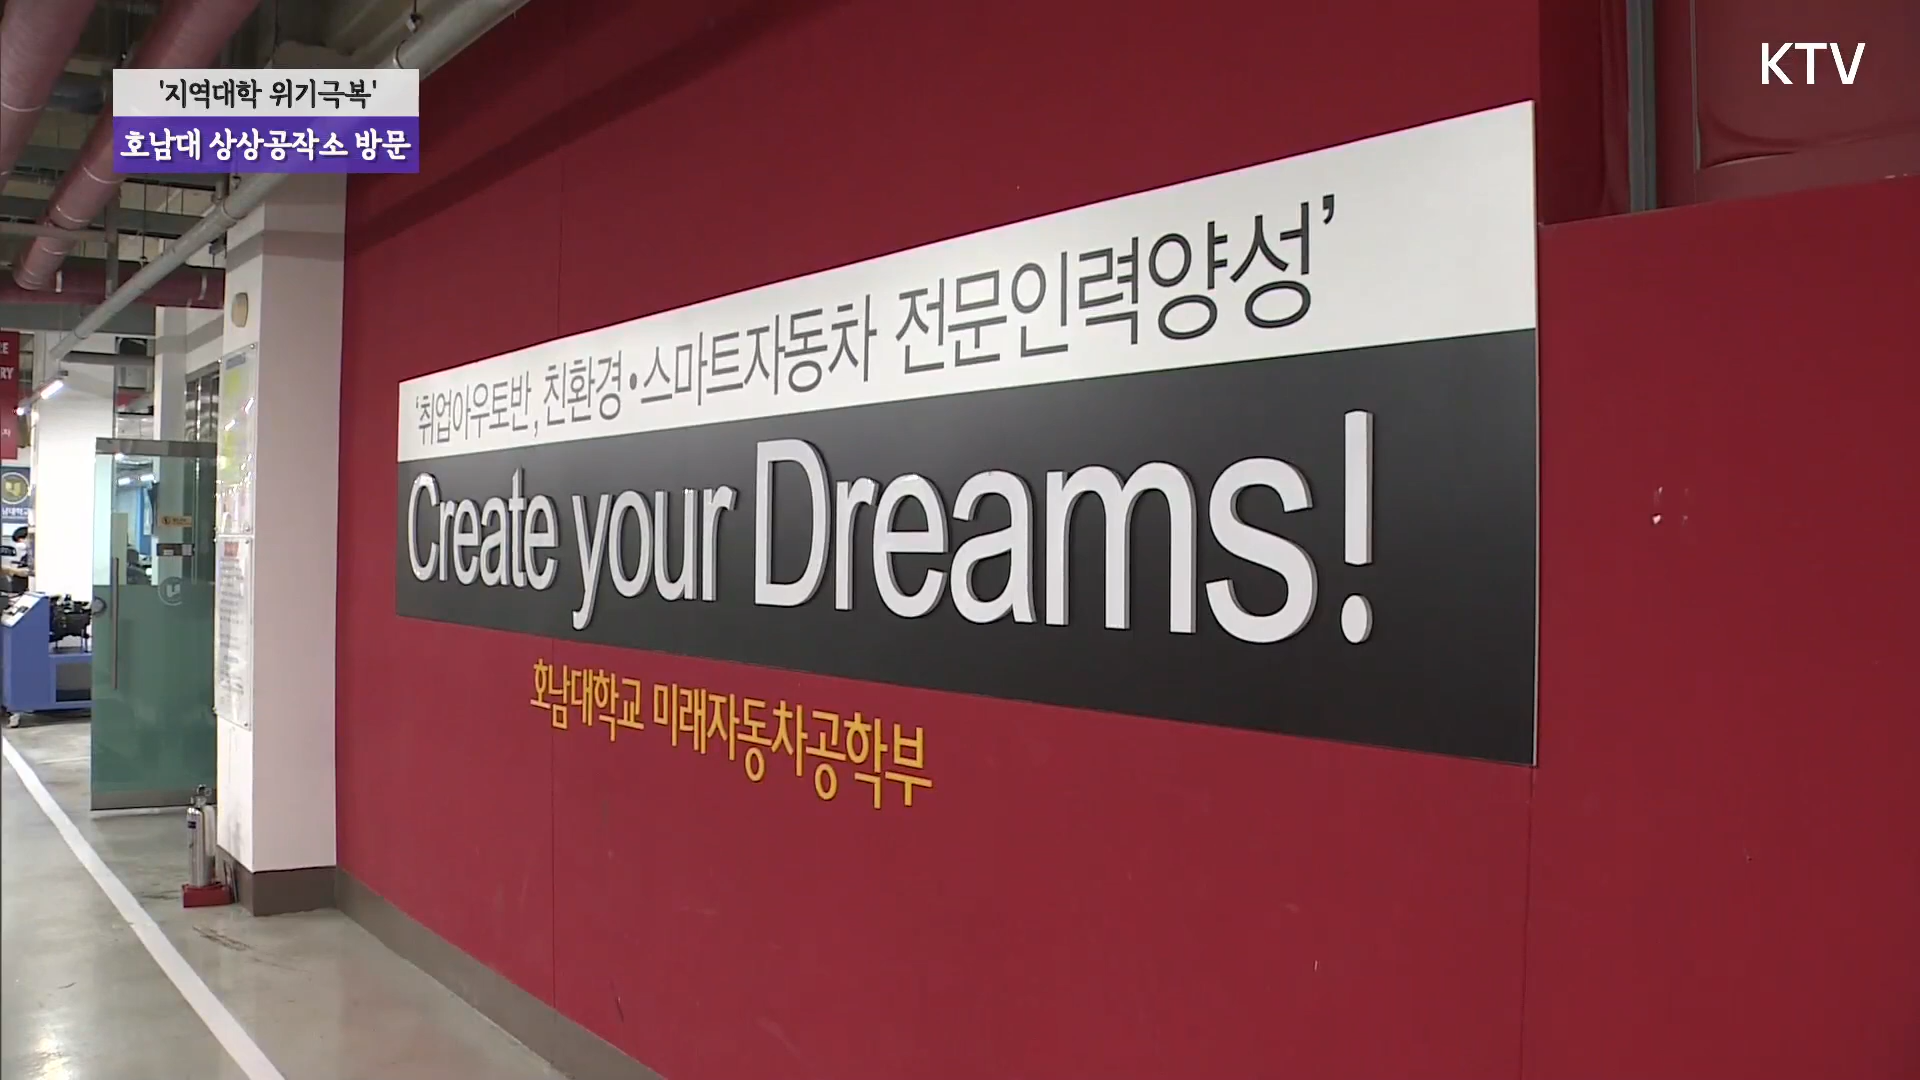 '지역대학 위기극복'
호남대 상상공작소 방문
KTV
'취업아우토반, 친환경·스마트자동차 전문인력양성'
Create your Dreams!
호남대학교 미래자동차공학부